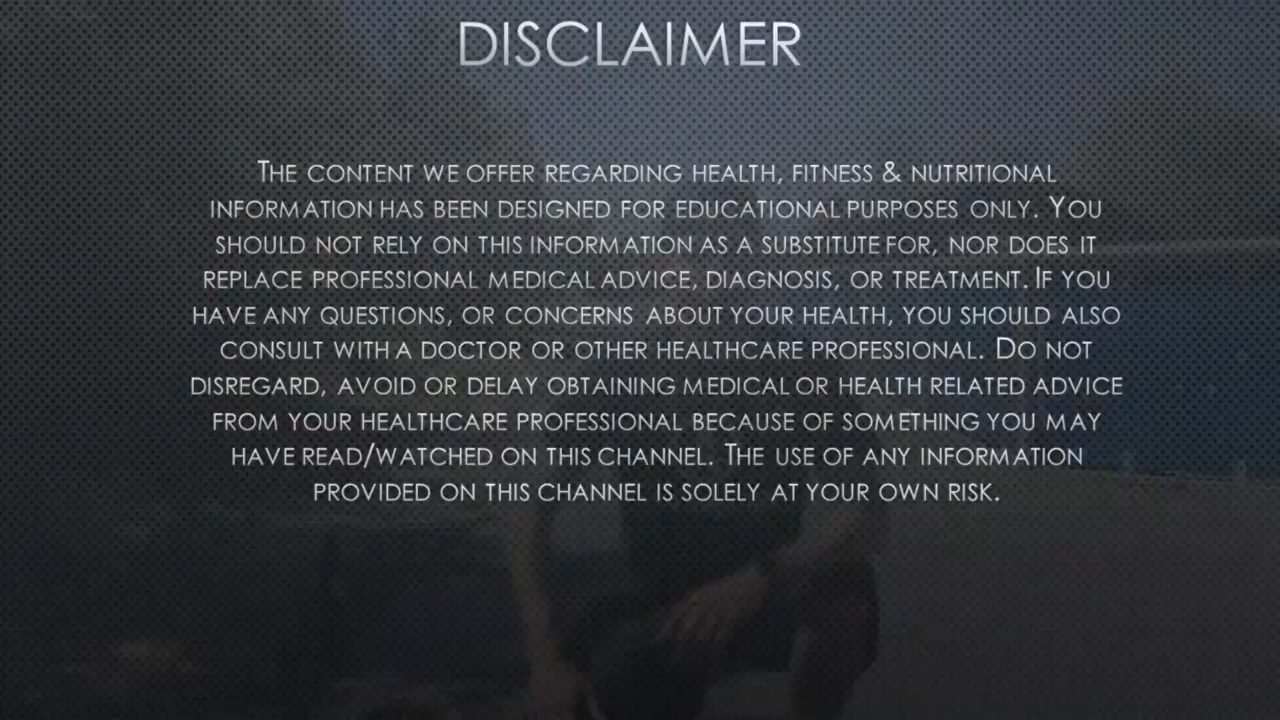 DISCLAIMER
THE CONTENT WE OFFER REGARDING HEALTH, FITNESS & NUTRITIONAL
INFORMATION HAS BEEN DESIGNED FOR EDUCATIONAL PURPOSES ONLY. YOU
SHOULD NOT RELY ON THIS INFORMATION AS A SUBSTITUTE FOR, NOR DOES IT
REPLACE PROFESSIONAL MEDICAL ADVICE, DIAGNOSIS, OR TREATMENT. IF YOU
HAVE ANY QUESTIONS, OR CONCERNS ABOUT YOUR HEALTH, YOU SHOULD ALSO
CONSULT WITH A DOCTOR OR OTHER HEALTHCARE PROFESSIONAL. DO NOT
DISREGARD, AVOID OR DELAY OBTAINING MEDICAL OR HEALTH RELATED ADVICE
FROM YOUR HEALTHCARE PROFESSIONAL BECAUSE OF SOMETHING YOU MAY
HAVE READ/WATCHED ON THIS CHANNEL. THE USE OF ANY INFORMATION
PROVIDED ON THIS CHANNEL IS SOLELY AT YOUR OWN RISK.